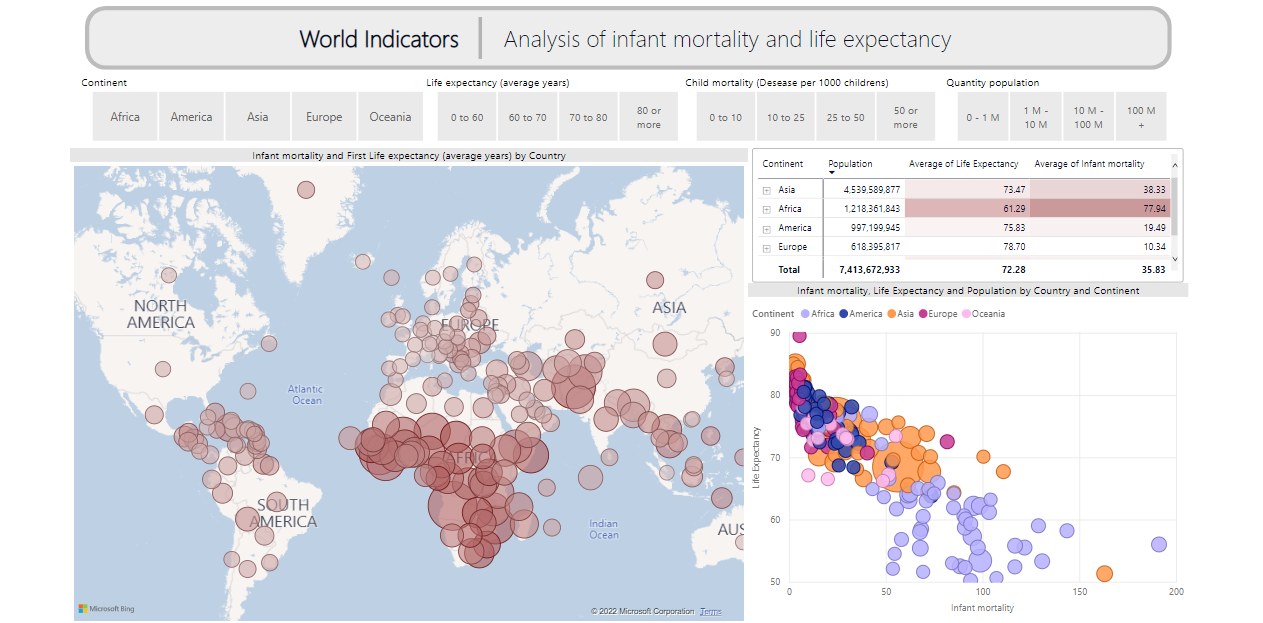 World Indicators | Analysis of infant mortality and life expectancy
Continent
Life expectancy (average years)
Child mortality (Desease per 1000 childrens)
Quantity population
Africa
America
Asia
Europe
Oceania
0 to 60
60 to 70
70 to 80
80 or
more
0 to 10
10 to 25
25 to 50
50 or
more
0 - 1 M
1 M -
10 M
10 M -
100 M
100 M
+
Infant mortality and First Life expectancy (average years) by Country
NORTH
AMERICA
EUROPE
ASIA
Atlantic
Ocean
SOUTH
AMERICA
Indian
Ocean
AUS
Microsoft Bing
© 2022 Microsoft Corporation Terms
Continent Population Average of Life Expectancy Average of Infant mortality
Asia 4,539,589,877 73.47 38.33
Africa 1,218,361,843 61.29 77.94
America 997,199,945 75.83 19.49
Europe 618,395,817 78.70 10.34
Total 7,413,672,933 72.28 35.83
Infant mortality, Life Expectancy and Population by Country and Continent
Continent Africa America Asia Europe Oceania
Life Expectancy
90
80
70
60
50
0 50 100 150 200
Infant mortality